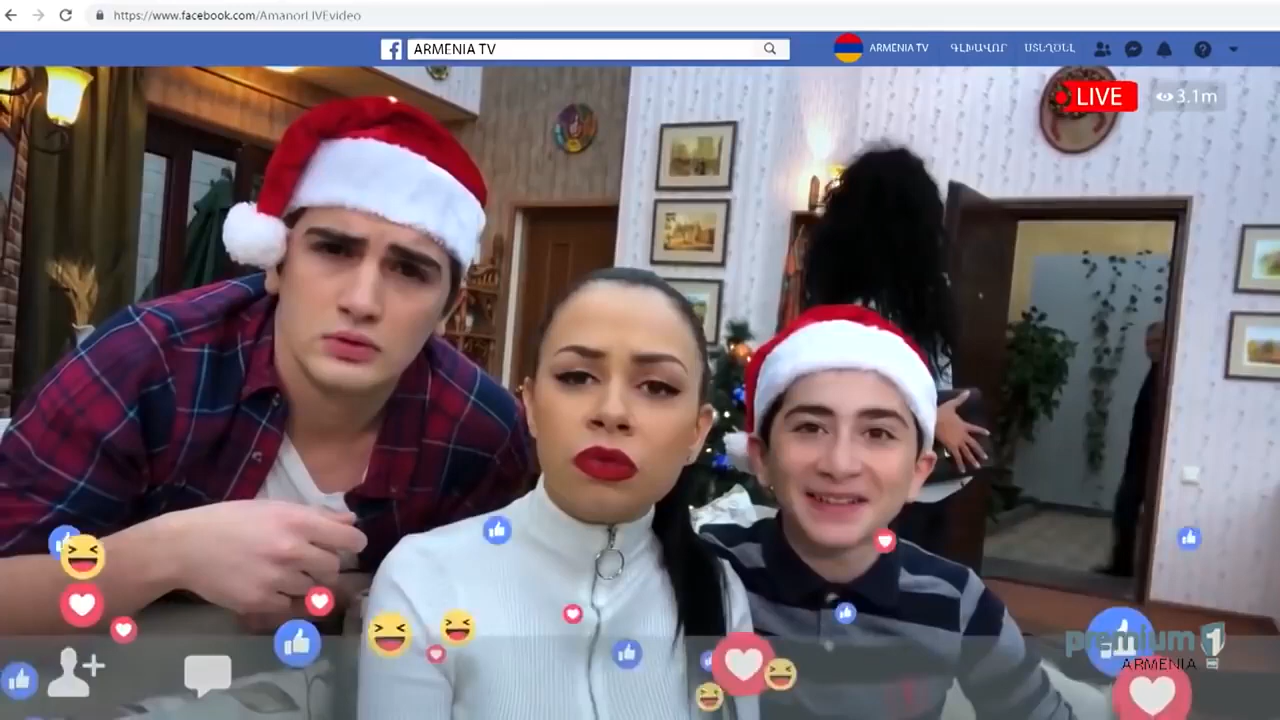 https://www.facebook.com/AmanorLIVEvideo
f ARMENIA TV
ARMENIA TV ԳԼԽԱՎՈՐ ՍՏԵՂԾԵԼ
LIVE 3.1m
premium 1
ARMENIA